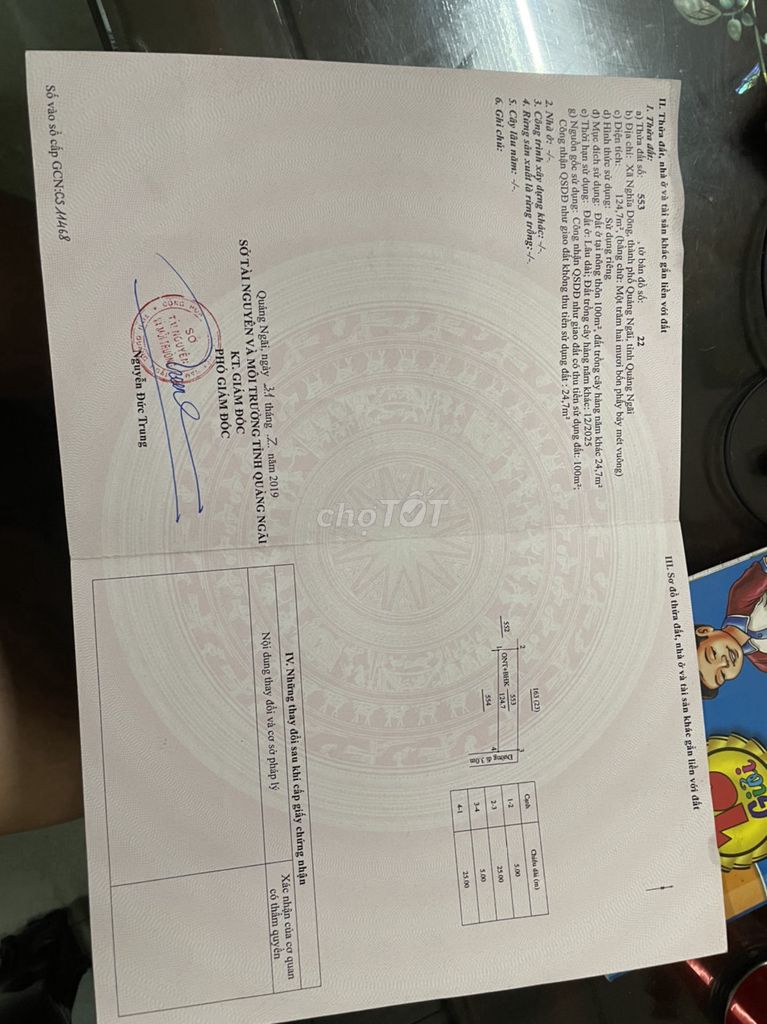 II. Thửa đất, nhà ở và tài sản khác gắn liền với đất
1. Thửa đất:
a) Thửa đất số: 553 , tờ bản đồ số: 22
b) Địa chỉ: Xã Nghĩa Dõng, thành phố Quảng Ngãi, tỉnh Quảng Ngãi
c) Diện tích: 124,7m², (bằng chữ: Một trăm hai mươi bốn phẩy bảy mét vuông)
d) Hình thức sử dụng: Sử dụng riêng
đ) Mục đích sử dụng: Đất ở tại nông thôn 100m², đất trồng cây hàng năm khác 24,7m²
e) Thời hạn sử dụng: Đất ở: Lâu dài; Đất trồng cây hàng năm khác: 12/2025
g) Nguồn gốc sử dụng: Công nhận QSDĐ như giao đất có thu tiền sử dụng đất: 100m²;
Công nhận QSDĐ như giao đất không thu tiền sử dụng đất : 24,7m²
2. Nhà ở: -/-
3. Công trình xây dựng khác: -/-
4. Rừng sản xuất là rừng trồng: -/-
5. Cây lâu năm: -/-
6. Ghi chú:
Quảng Ngãi, ngày 31 tháng 7 năm 2019
SỞ TÀI NGUYÊN VÀ MÔI TRƯỜNG TỈNH QUẢNG NGÃI
KT. GIÁM ĐỐC
PHÓ GIÁM ĐỐC
SỞ
Nguyễn Đức Trung
Số vào sổ cấp GCN: CS 11468
III. Sơ đồ thửa đất, nhà ở và tài sản khác gắn liền với đất
163 (23)
2
3
552
553
ONT+BHK
124.7
1
4
554
Đường đi 3.0m
Cạnh Chiều dài (m)
1-2 5.00
2-3 25.00
3-4 5.00
4-1 25.00
IV. Những thay đổi sau khi cấp giấy chứng nhận
Nội dung thay đổi và cơ sở pháp lý
Xác nhận của cơ quan
có thẩm quyền
chợTỐT
10
Gửi